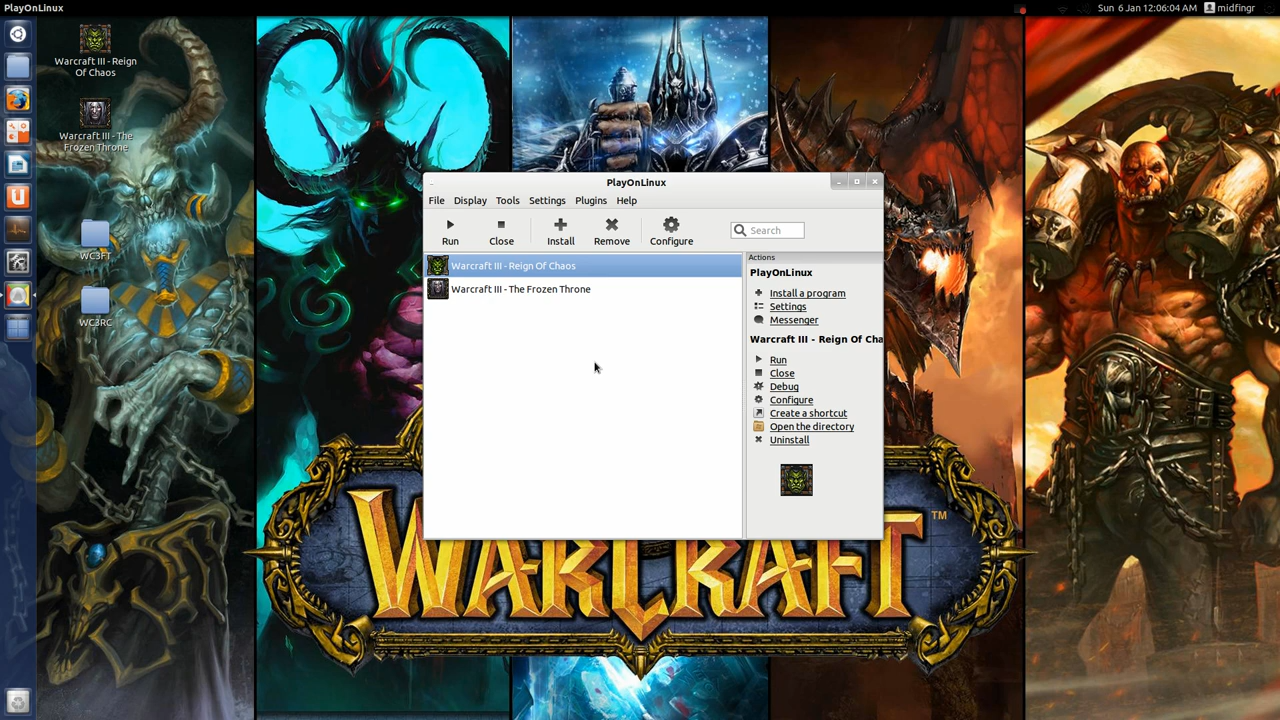 PlayOnLinux
Sun 6 Jan 12:06:04 AM
midfingr
Warcraft III - Reign
Of Chaos
Warcraft III - The
Frozen Throne
WC3FT
WC3RC
PlayOnLinux
File Display Tools Settings Plugins Help
Run Close Install Remove Configure
Search
Warcraft III - Reign Of Chaos
Warcraft III - The Frozen Throne
Actions
PlayOnLinux
Install a program
Settings
Messenger
Warcraft III - Reign Of Cha
Run
Close
Debug
Configure
Create a shortcut
Open the directory
Uninstall
WARCRAFT
TM